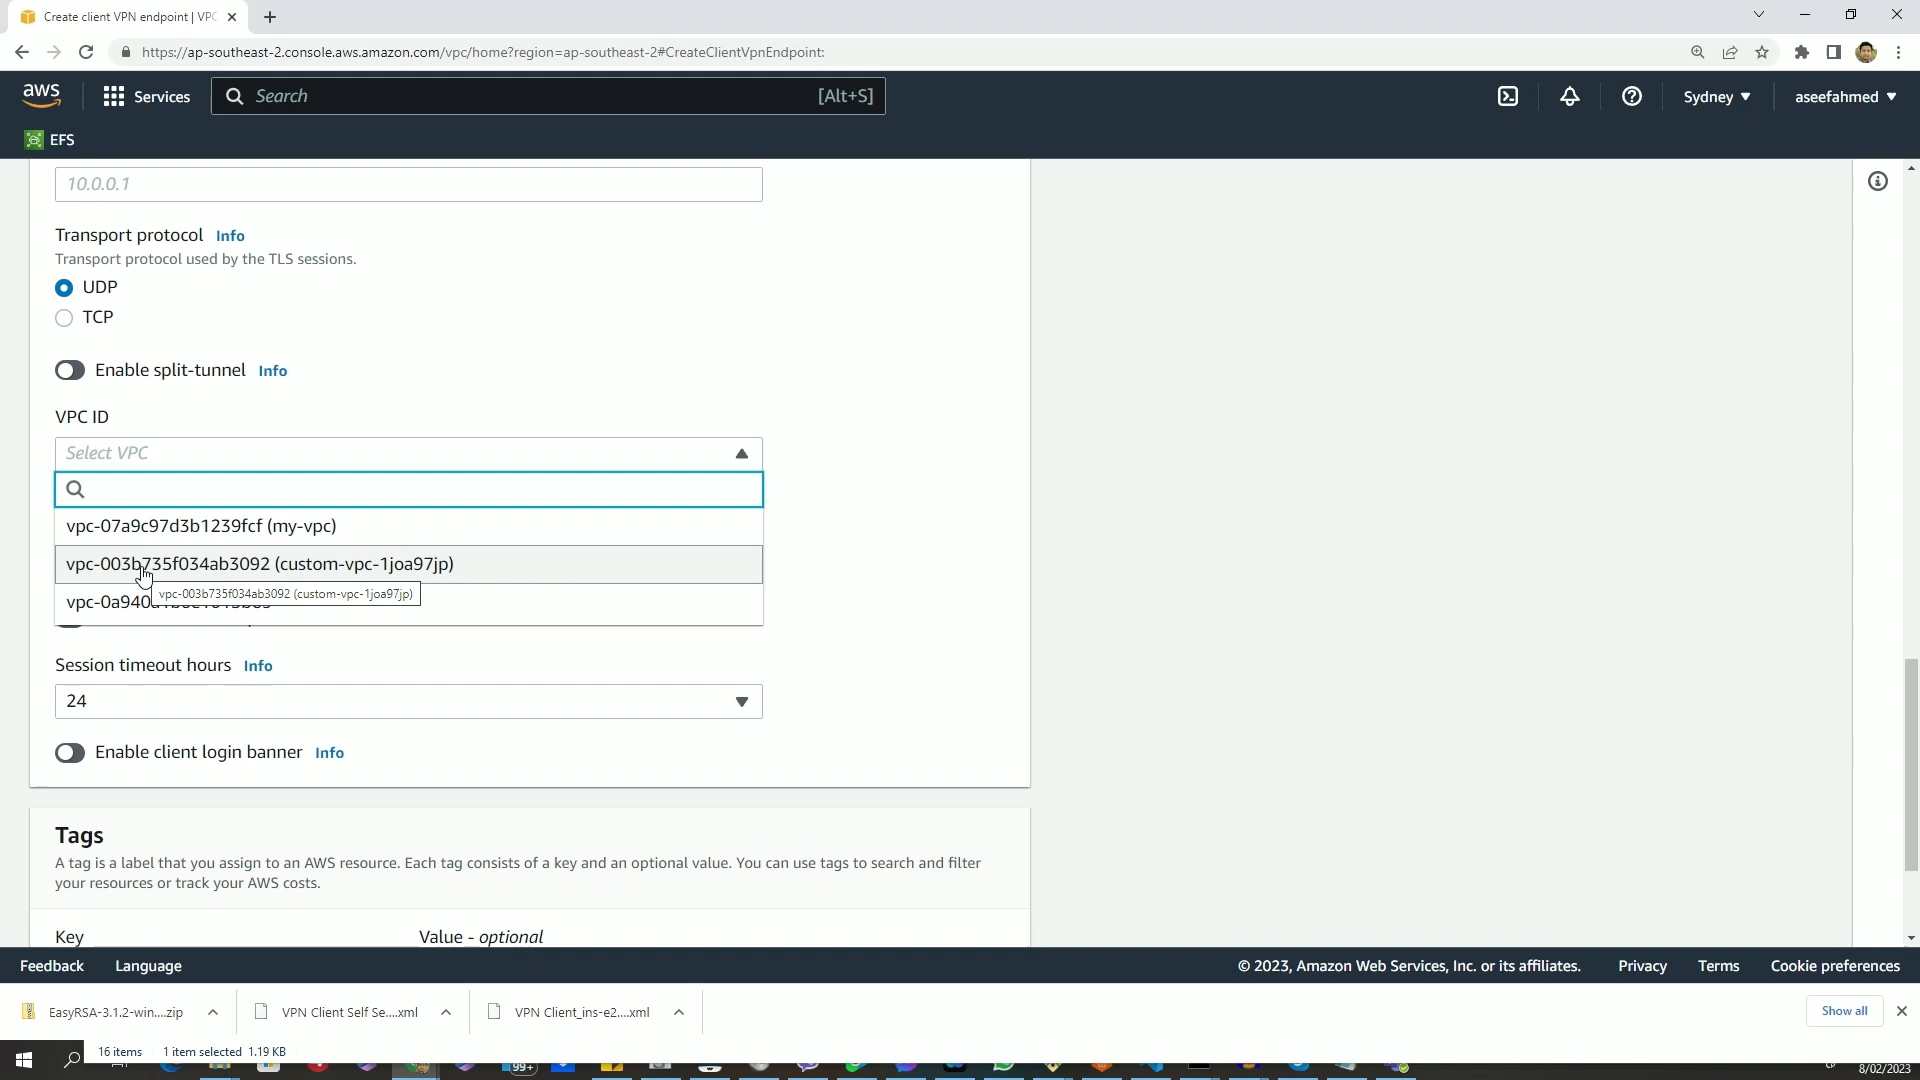 Create client VPN endpoint | VPC
https://ap-southeast-2.console.aws.amazon.com/vpc/home?region=ap-southeast-2#CreateClientVpnEndpoint:
aws
Services
Search
[Alt+S]
Sydney
aseefahmed
EFS
10.0.0.1
Transport protocol Info
Transport protocol used by the TLS sessions.
UDP
TCP
Enable split-tunnel Info
VPC ID
Select VPC
vpc-07a9c97d3b1239fcf (my-vpc)
vpc-003b735f034ab3092 (custom-vpc-1joa97jp)
vpc-003b735f034ab3092 (custom-vpc-1joa97jp)
Session timeout hours Info
24
Enable client login banner Info
Tags
A tag is a label that you assign to an AWS resource. Each tag consists of a key and an optional value. You can use tags to search and filter
your resources or track your AWS costs.
Key
Value - optional
Feedback
Language
© 2023, Amazon Web Services, Inc. or its affiliates.
Privacy
Terms
Cookie preferences
EasyRSA-3.1.2-win....zip
VPN Client Self Se....xml
VPN Client_ins-e2....xml
Show all
16 items
1 item selected 1.19 KB
99+
8/02/2023